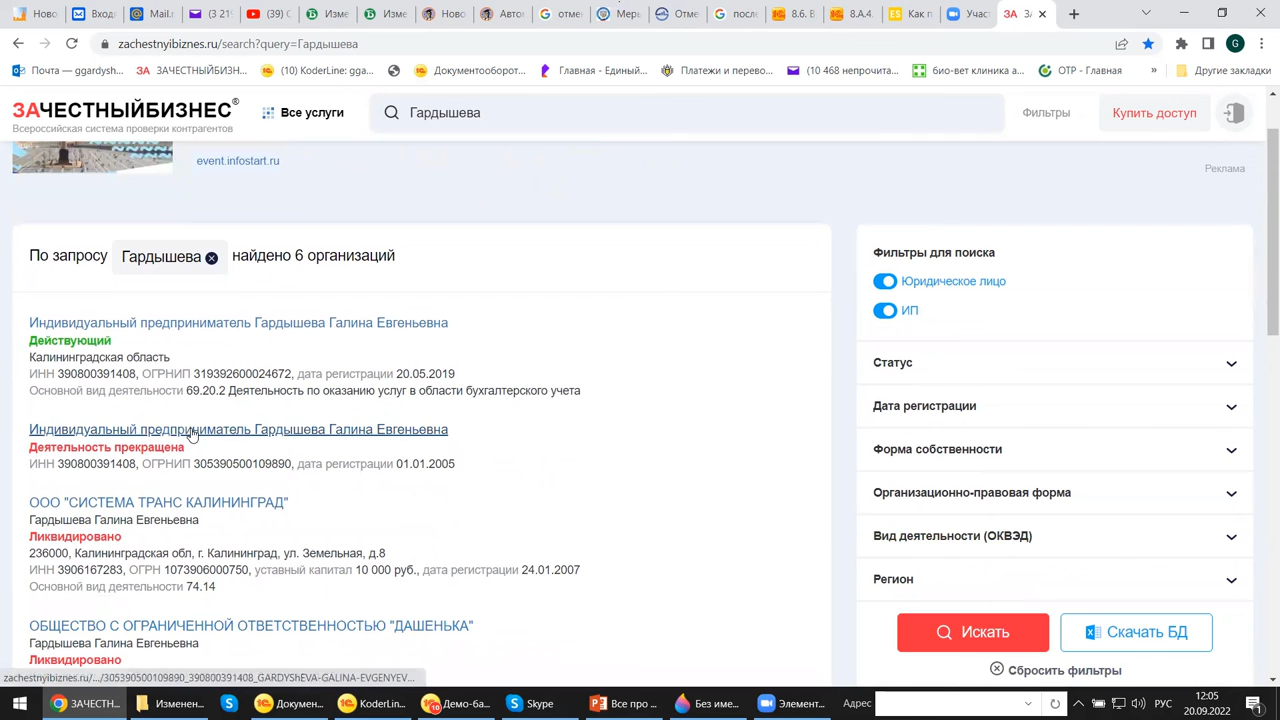 Новост
Входя
Mail.r
(3 219
(39) С
Изме
Изме
Ново
Авто
отме
Меры
Отме
после
8.6. В
8.А.4.
Как п
Участ
ЗА
zachestnyibiznes.ru/search?query=Гардышева
G
Почта — ggardysh...
ЗА ЗАЧЕСТНЫЙБИЗН...
(10) KoderLine: gga...
Документооборот...
Главная - Единый...
Платежи и перево...
(10 468 непрочита...
био-вет клиника а...
ОТР - Главная
»
Другие закладки
ЗАЧЕСТНЫЙБИЗНЕС®
Всероссийская система проверки контрагентов
Все услуги
Гардышева
Фильтры
Купить доступ
event.infostart.ru
Реклама
По запросу Гардышева найдено 6 организаций
Индивидуальный предприниматель Гардышева Галина Евгеньевна
Действующий
Калининградская область
ИНН 390800391408, ОГРНИП 319392600024672, дата регистрации 20.05.2019
Основной вид деятельности 69.20.2 Деятельность по оказанию услуг в области бухгалтерского учета
Индивидуальный предприниматель Гардышева Галина Евгеньевна
Деятельность прекращена
ИНН 390800391408, ОГРНИП 305390500109890, дата регистрации 01.01.2005
ООО "СИСТЕМА ТРАНС КАЛИНИНГРАД"
Гардышева Галина Евгеньевна
Ликвидировано
236000, Калининградская обл, г. Калининград, ул. Земельная, д.8
ИНН 3906167283, ОГРН 1073906000750, уставный капитал 10 000 руб., дата регистрации 24.01.2007
Основной вид деятельности 74.14
ОБЩЕСТВО С ОГРАНИЧЕННОЙ ОТВЕТСТВЕННОСТЬЮ "ДАШЕНЬКА"
Гардышева Галина Евгеньевна
Ликвидировано
Фильтры для поиска
Юридическое лицо
ИП
Статус
Дата регистрации
Форма собственности
Организационно-правовая форма
Вид деятельности (ОКВЭД)
Регион
Искать
Скачать БД
Сбросить фильтры
zachestnyibiznes.ru/.../305390500109890_390800391408_GARDYShEVA-GALINA-EVGENYEV...
ЗАЧЕСТН...
Изменен...
Докумен...
KoderLin...
Демо-ба...
Skype
Все про ...
Без име...
Элемент...
Адрес
РУС
12:05
20.09.2022